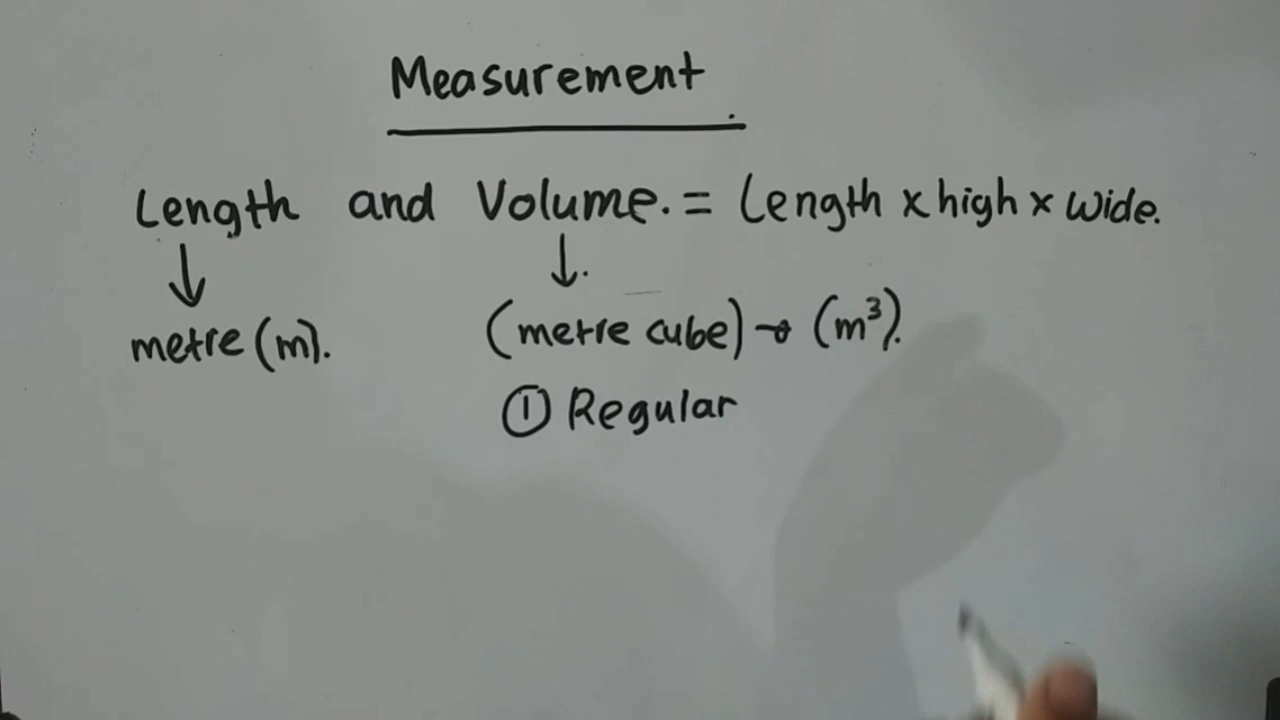 Measurement
Length and Volume. = Length x high x wide.
↓ ↓.
metre (m). (metre cube) → (m³).
① Regular